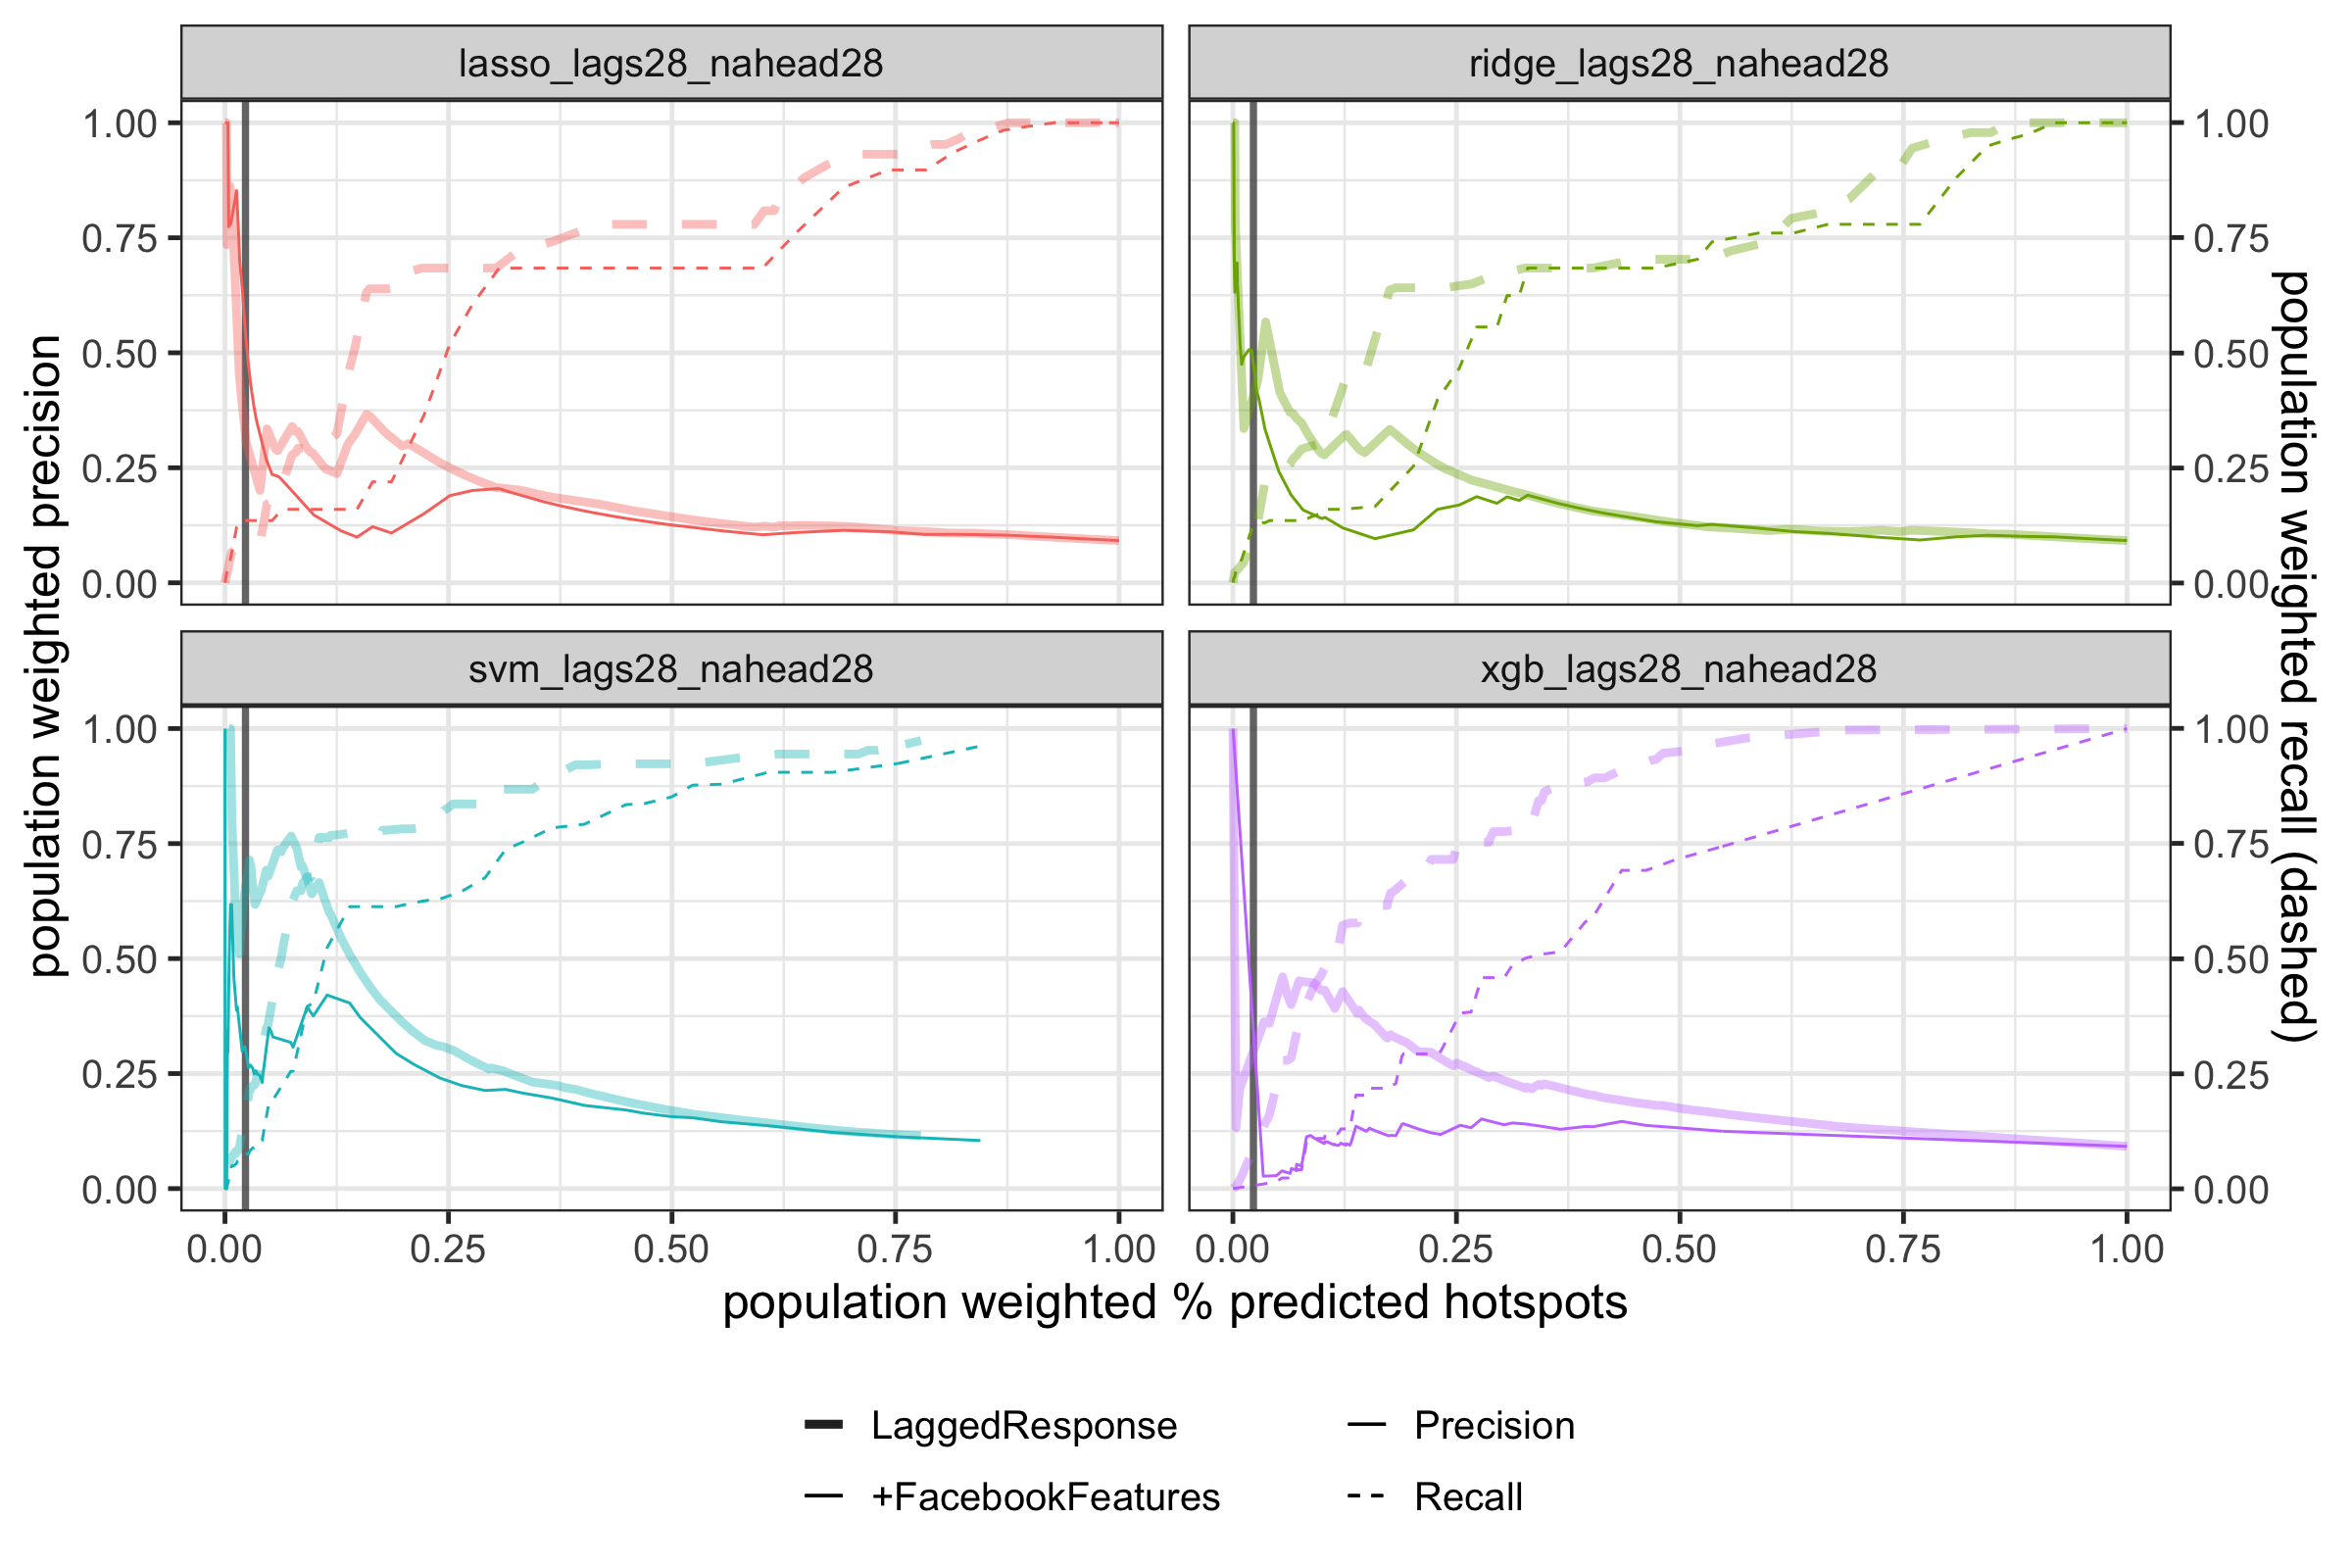 lasso_lags28_nahead28
ridge_lags28_nahead28
1.00
0.75
0.50
0.25
0.00
1.00
0.75
0.50
0.25
0.00
svm_lags28_nahead28
xgb_lags28_nahead28
1.00
0.75
0.50
0.25
0.00
1.00
0.75
0.50
0.25
0.00
population weighted precision
population weighted recall (dashed)
0.00 0.25 0.50 0.75 1.00
0.00 0.25 0.50 0.75 1.00
population weighted % predicted hotspots
LaggedResponse
+FacebookFeatures
Precision
Recall